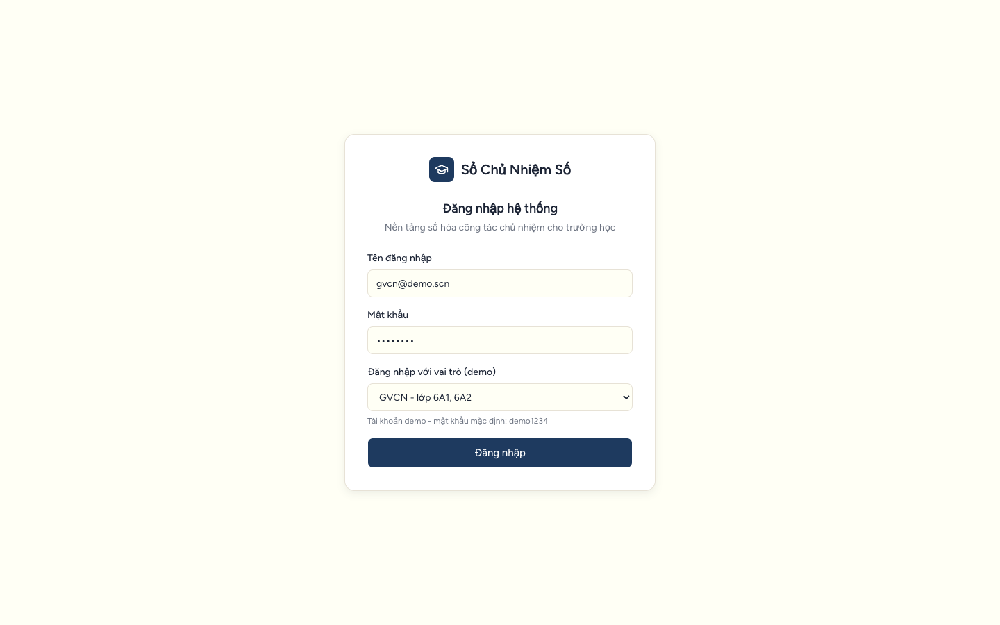 Sổ Chủ Nhiệm Số
Đăng nhập hệ thống
Nền tảng số hóa công tác chủ nhiệm cho trường học
Tên đăng nhập
gvcn@demo.scn
Mật khẩu
••••••••
Đăng nhập với vai trò (demo)
GVCN - lớp 6A1, 6A2
Tài khoản demo - mật khẩu mặc định: demo1234
Đăng nhập